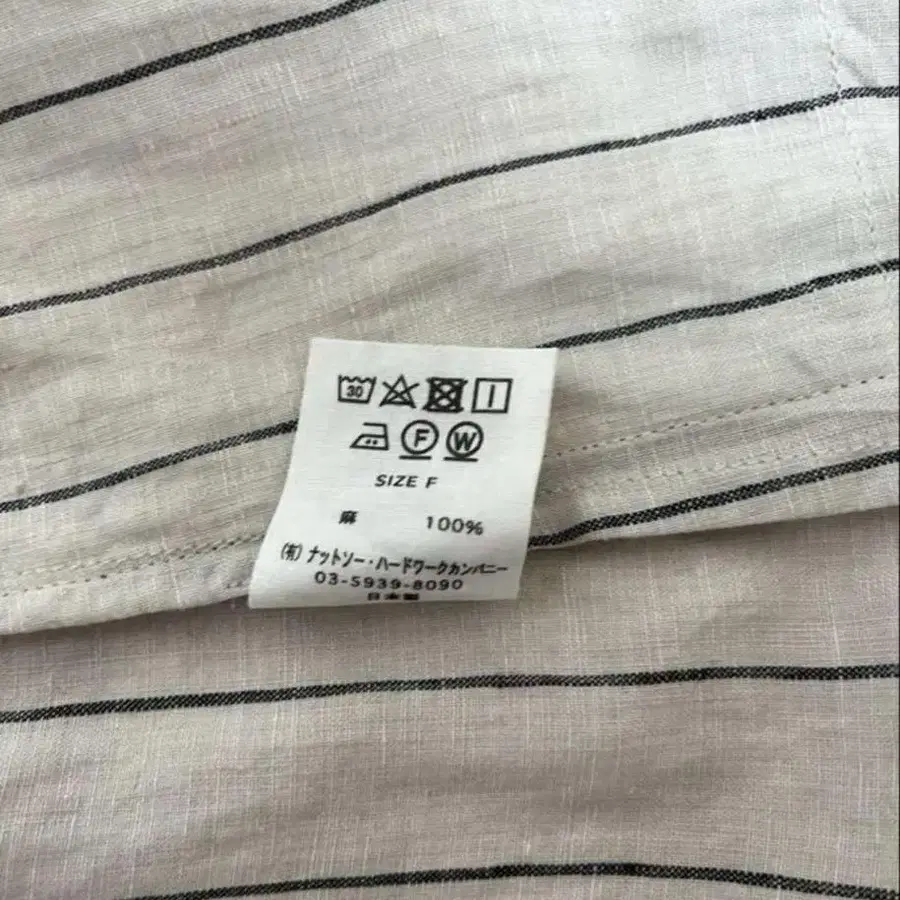 30
F W
SIZE F
麻 100%
(有)ナットソー・ハードワークカンパニー
03-5939-8090
日本製